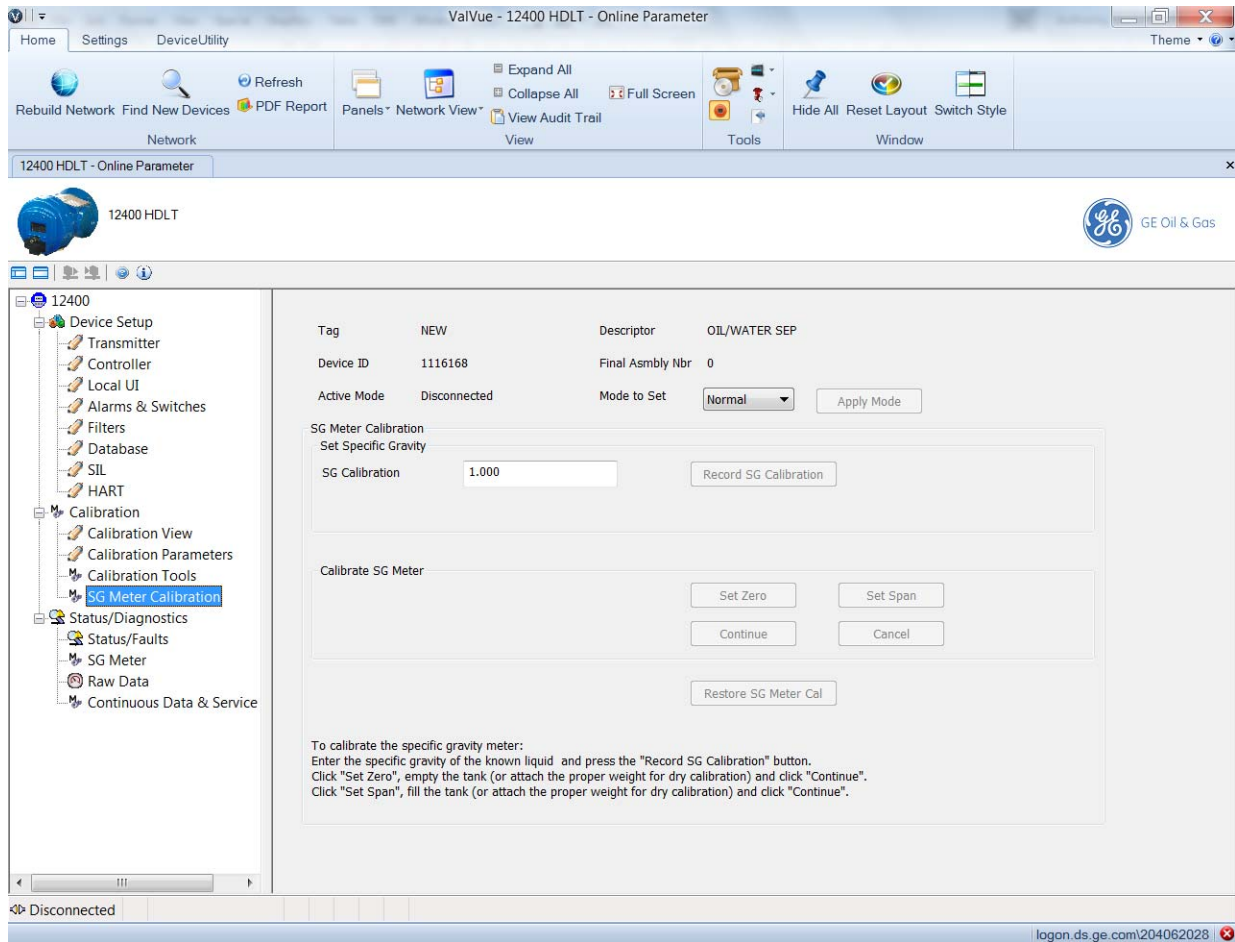 ValVue - 12400 HDLT - Online Parameter
Home Settings DeviceUtility Theme
Rebuild Network Find New Devices Refresh PDF Report
Panels Network View Expand All Collapse All View Audit Trail Full Screen
Hide All Reset Layout Switch Style
Network View Tools Window
12400 HDLT - Online Parameter
12400 HDLT
GE Oil & Gas
12400
Device Setup
Transmitter
Controller
Local UI
Alarms & Switches
Filters
Database
SIL
HART
Calibration
Calibration View
Calibration Parameters
Calibration Tools
SG Meter Calibration
Status/Diagnostics
Status/Faults
SG Meter
Raw Data
Continuous Data & Service
Tag NEW Descriptor OIL/WATER SEP
Device ID 1116168 Final Asmbly Nbr 0
Active Mode Disconnected Mode to Set Normal Apply Mode
SG Meter Calibration
Set Specific Gravity
SG Calibration 1.000 Record SG Calibration
Calibrate SG Meter
Set Zero Set Span
Continue Cancel
Restore SG Meter Cal
To calibrate the specific gravity meter:
Enter the specific gravity of the known liquid and press the "Record SG Calibration" button.
Click "Set Zero", empty the tank (or attach the proper weight for dry calibration) and click "Continue".
Click "Set Span", fill the tank (or attach the proper weight for dry calibration) and click "Continue".
Disconnected
logon.ds.ge.com\204062028